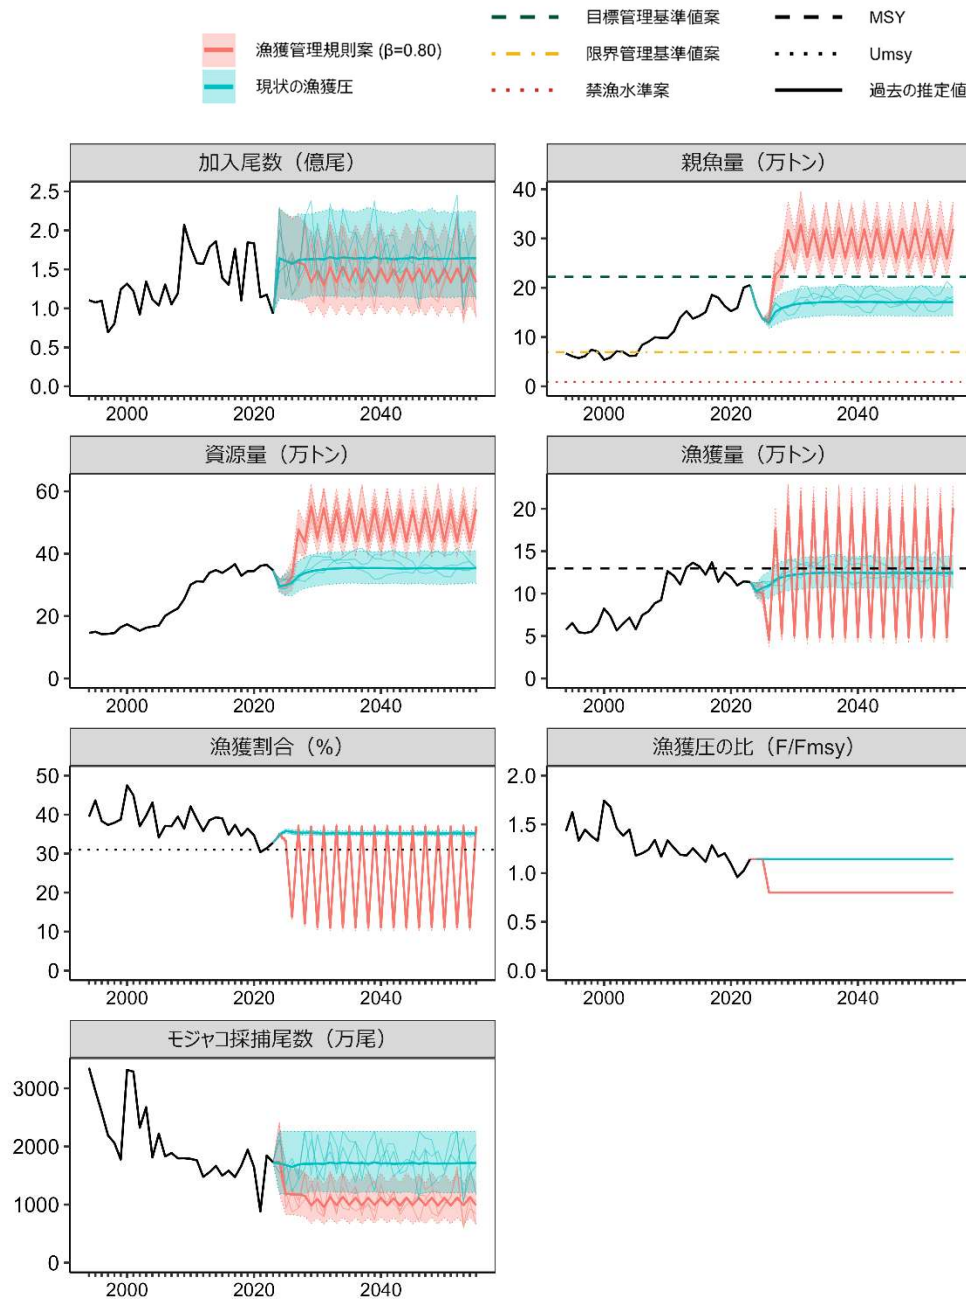 漁獲管理規則案 (β=0.80)
現状の漁獲圧
目標管理基準値案
限界管理基準値案
禁漁水準案
MSY
Umsy
過去の推定値
加入尾数（億尾）
2.5
2.0
1.5
1.0
0.5
0.0
2000 2020 2040
親魚量（万トン）
40
30
20
10
0
2000 2020 2040
資源量（万トン）
60
40
20
0
2000 2020 2040
漁獲量（万トン）
20
15
10
5
0
2000 2020 2040
漁獲割合（%）
50
40
30
20
10
0
2000 2020 2040
漁獲圧の比（F/Fmsy）
2.0
1.5
1.0
0.5
0.0
2000 2020 2040
モジャコ採捕尾数（万尾）
3000
2000
1000
0
2000 2020 2040